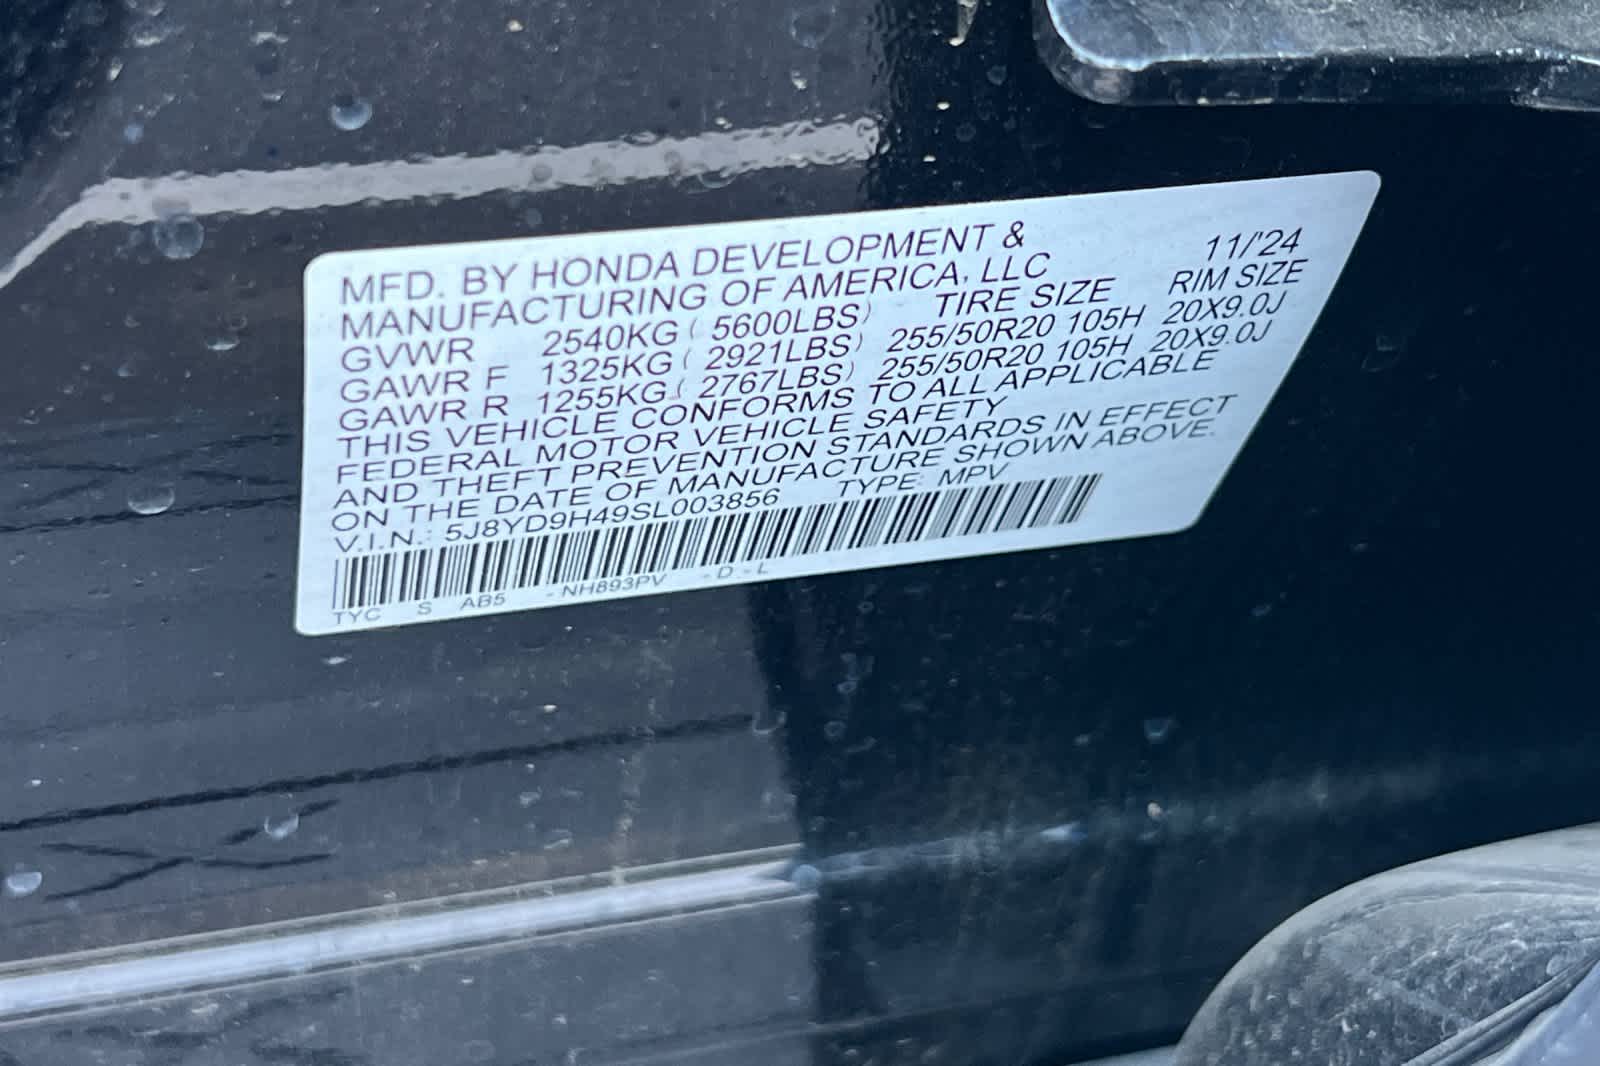 MFD. BY HONDA DEVELOPMENT & 11/'24
MANUFACTURING OF AMERICA, LLC
TIRE SIZE RIM SIZE
GVWR 2540KG ( 5600LBS)
GAWR F 1325KG ( 2921LBS) 255/50R20 105H 20X9.0J
GAWR R 1255KG ( 2767LBS) 255/50R20 105H 20X9.0J
THIS VEHICLE CONFORMS TO ALL APPLICABLE
FEDERAL MOTOR VEHICLE SAFETY
AND THEFT PREVENTION STANDARDS IN EFFECT
ON THE DATE OF MANUFACTURE SHOWN ABOVE.
V.I.N.: 5J8YD9H49SL003856 TYPE: MPV
TYC S AB5 - NH893PV - D - L